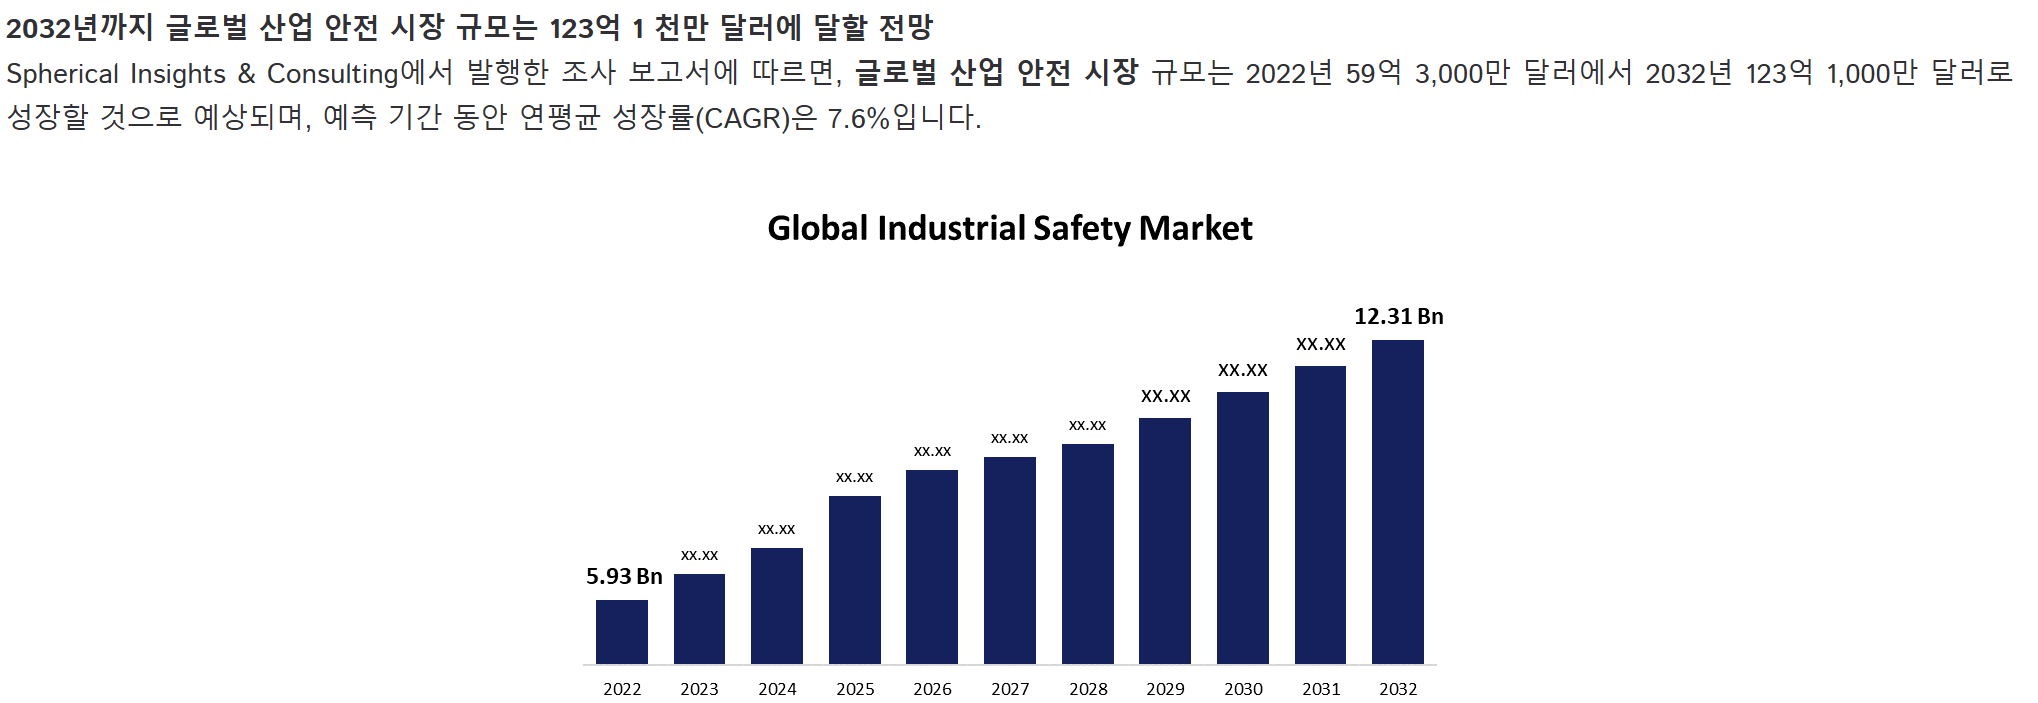 2032년까지 글로벌 산업 안전 시장 규모는 123억 1 천만 달러에 달할 전망
Spherical Insights & Consulting에서 발행한 조사 보고서에 따르면, 글로벌 산업 안전 시장 규모는 2022년 59억 3,000만 달러에서 2032년 123억 1,000만 달러로
성장할 것으로 예상되며, 예측 기간 동안 연평균 성장률(CAGR)은 7.6%입니다.
Global Industrial Safety Market
5.93 Bn
xx.xx
xx.xx
xx.xx
xx.xx
xx.xx
xx.xx
xx.xx
xx.xx
xx.xx
12.31 Bn
2022 2023 2024 2025 2026 2027 2028 2029 2030 2031 2032